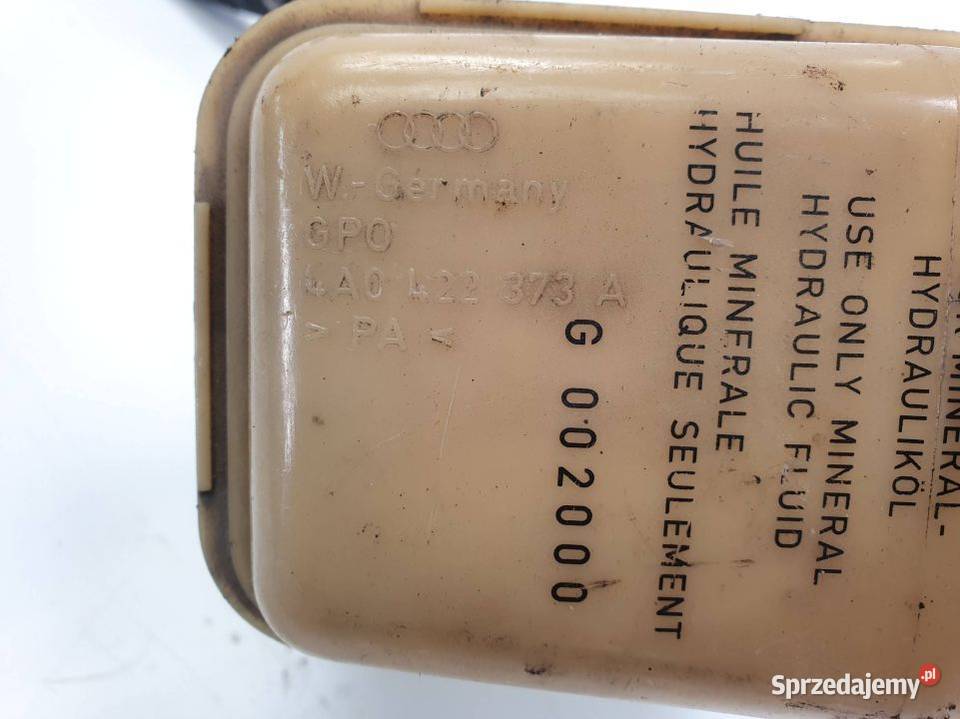 W.-Germany
GPO
4A0 422 373 A
> PA <
G 002000
MINERAL-
HYDRAULIKÖL
USE ONLY MINERAL
HYDRAULIC FLUID
HUILE MINERALE
HYDRAULIQUE SEULEMENT
Sprzedajemy.pl